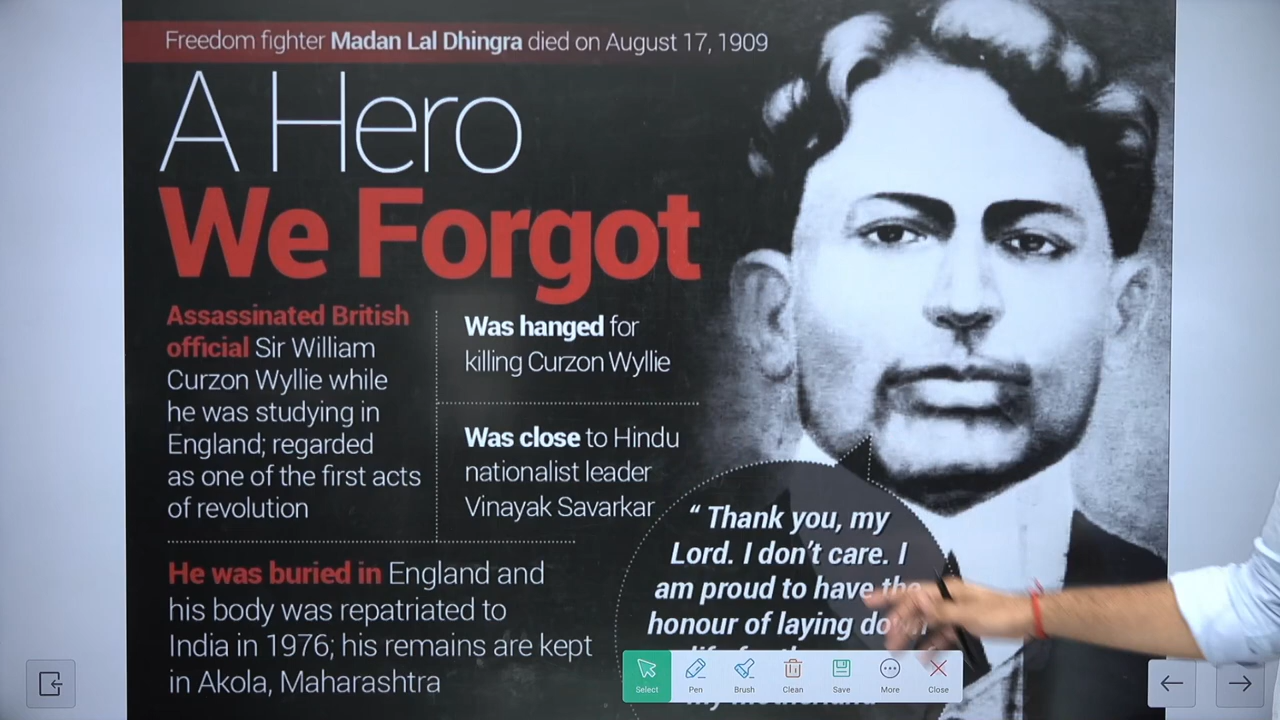 Freedom fighter Madan Lal Dhingra died on August 17, 1909
A Hero
We Forgot
Assassinated British
official Sir William
Curzon Wyllie while
he was studying in
England; regarded
as one of the first acts
of revolution
Was hanged for
killing Curzon Wyllie
Was close to Hindu
nationalist leader
Vinayak Savarkar
He was buried in England and
his body was repatriated to
India in 1976; his remains are kept
in Akola, Maharashtra
“ Thank you, my
Lord. I don’t care. I
am proud to have the
honour of laying down
Select Pen Brush Clean Save More Close